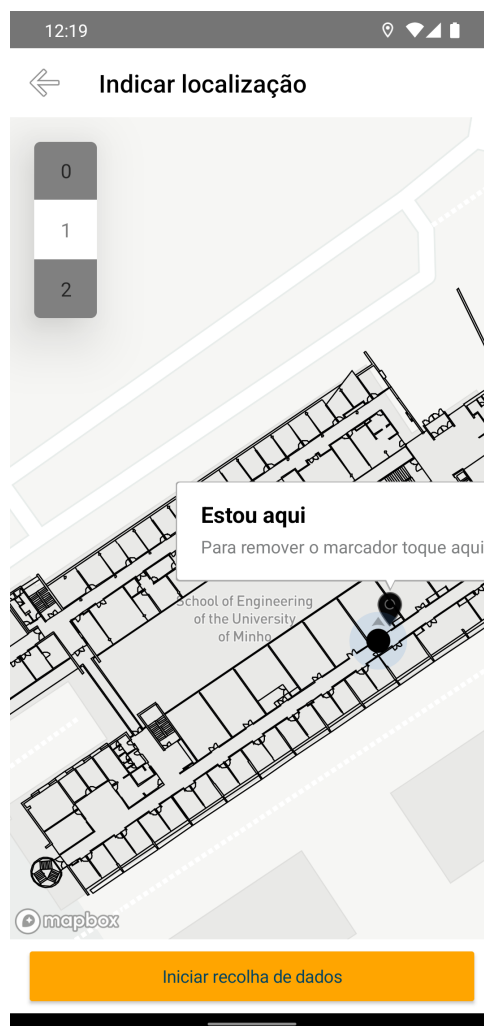 12:19
Indicar localização
0
1
2
Estou aqui
Para remover o marcador toque aqui
School of Engineering
of the University
of Minho
mapbox
Iniciar recolha de dados